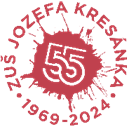 ZUŠ JOZEFA KRESÁNKA
55
• 1969-2024 •